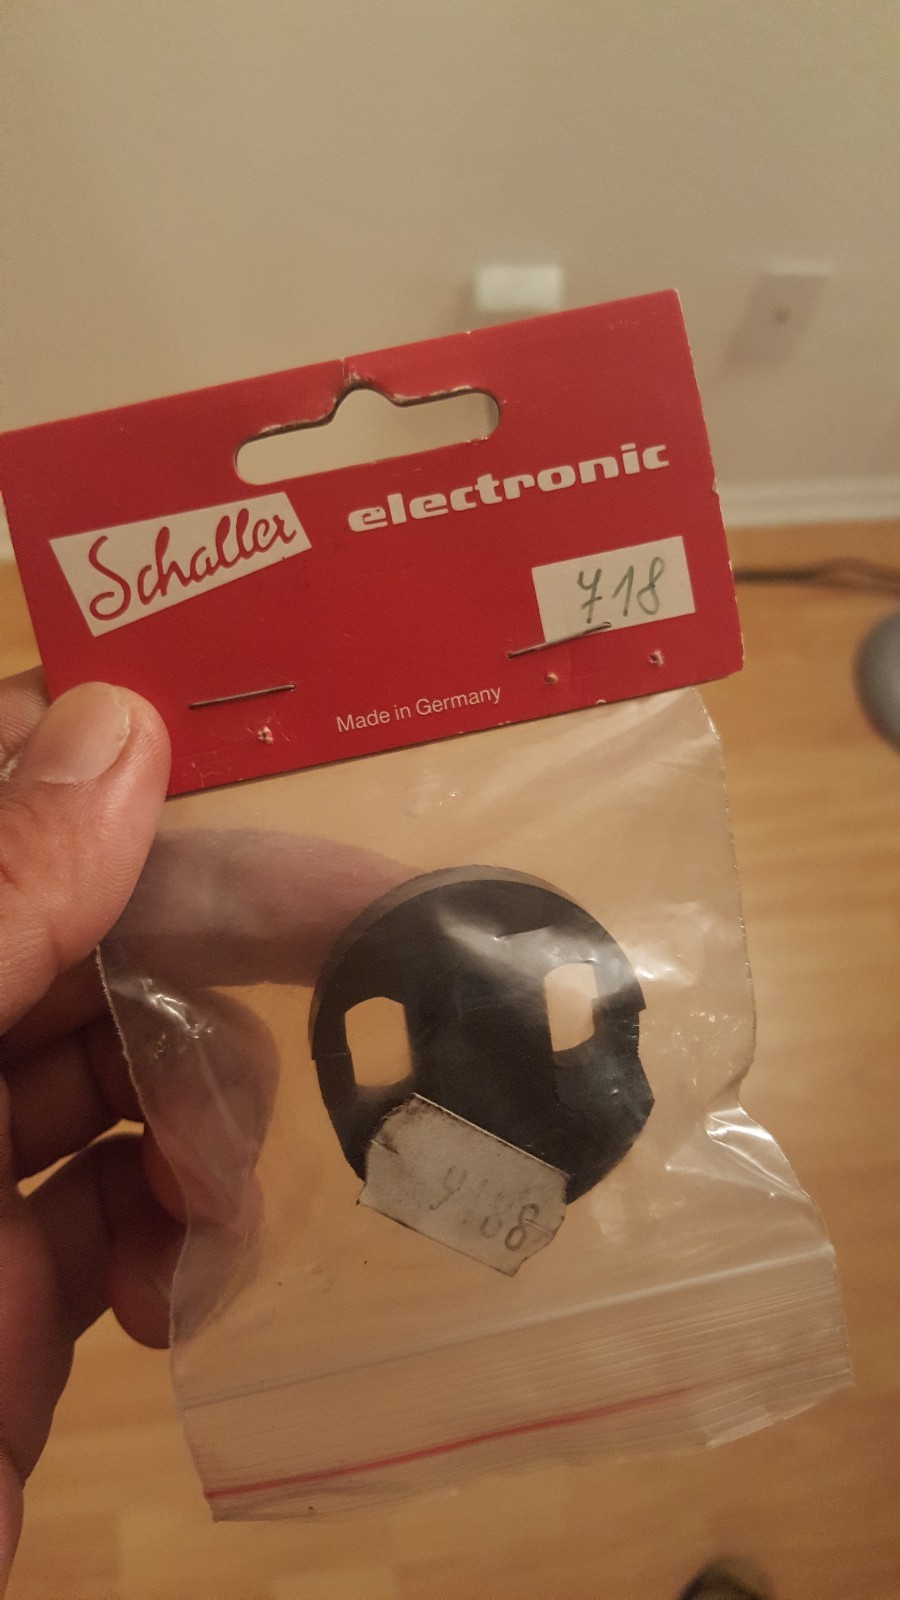 Schaller electronic
718
Made in Germany